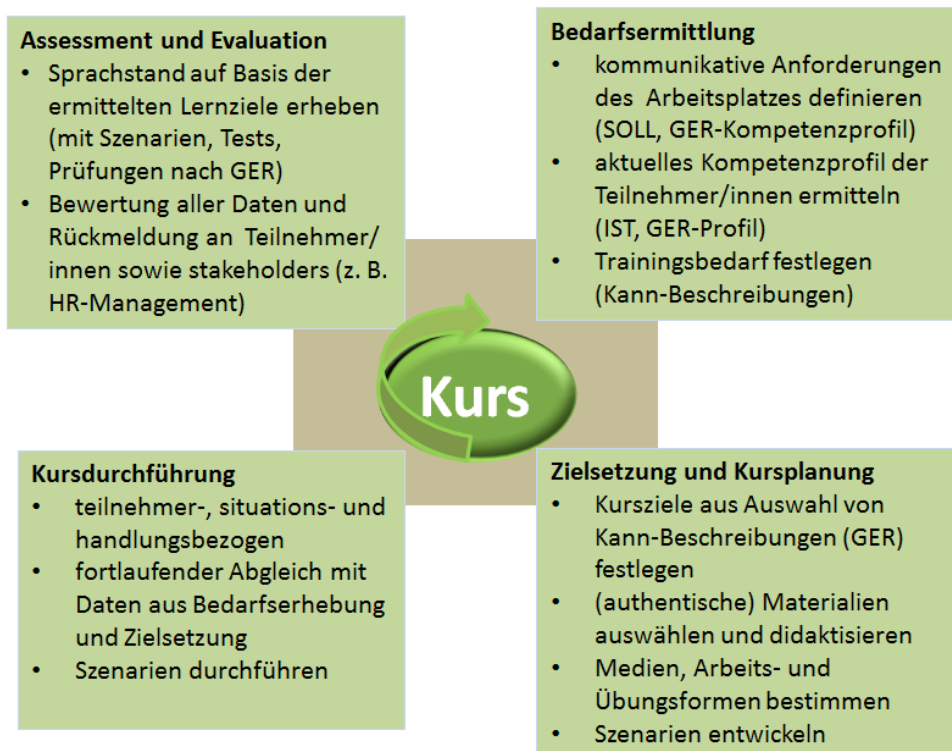 Assessment und Evaluation
• Sprachstand auf Basis der
ermittelten Lernziele erheben
(mit Szenarien, Tests,
Prüfungen nach GER)
• Bewertung aller Daten und
Rückmeldung an Teilnehmer/
innen sowie stakeholders (z. B.
HR-Management)
Bedarfsermittlung
• kommunikative Anforderungen
des Arbeitsplatzes definieren
(SOLL, GER-Kompetenzprofil)
• aktuelles Kompetenzprofil der
Teilnehmer/innen ermitteln
(IST, GER-Profil)
• Trainingsbedarf festlegen
(Kann-Beschreibungen)
Kurs
Kursdurchführung
• teilnehmer-, situations- und
handlungsbezogen
• fortlaufender Abgleich mit
Daten aus Bedarfserhebung
und Zielsetzung
• Szenarien durchführen
Zielsetzung und Kursplanung
• Kursziele aus Auswahl von
Kann-Beschreibungen (GER)
festlegen
• (authentische) Materialien
auswählen und didaktisieren
• Medien, Arbeits- und
Übungsformen bestimmen
• Szenarien entwickeln